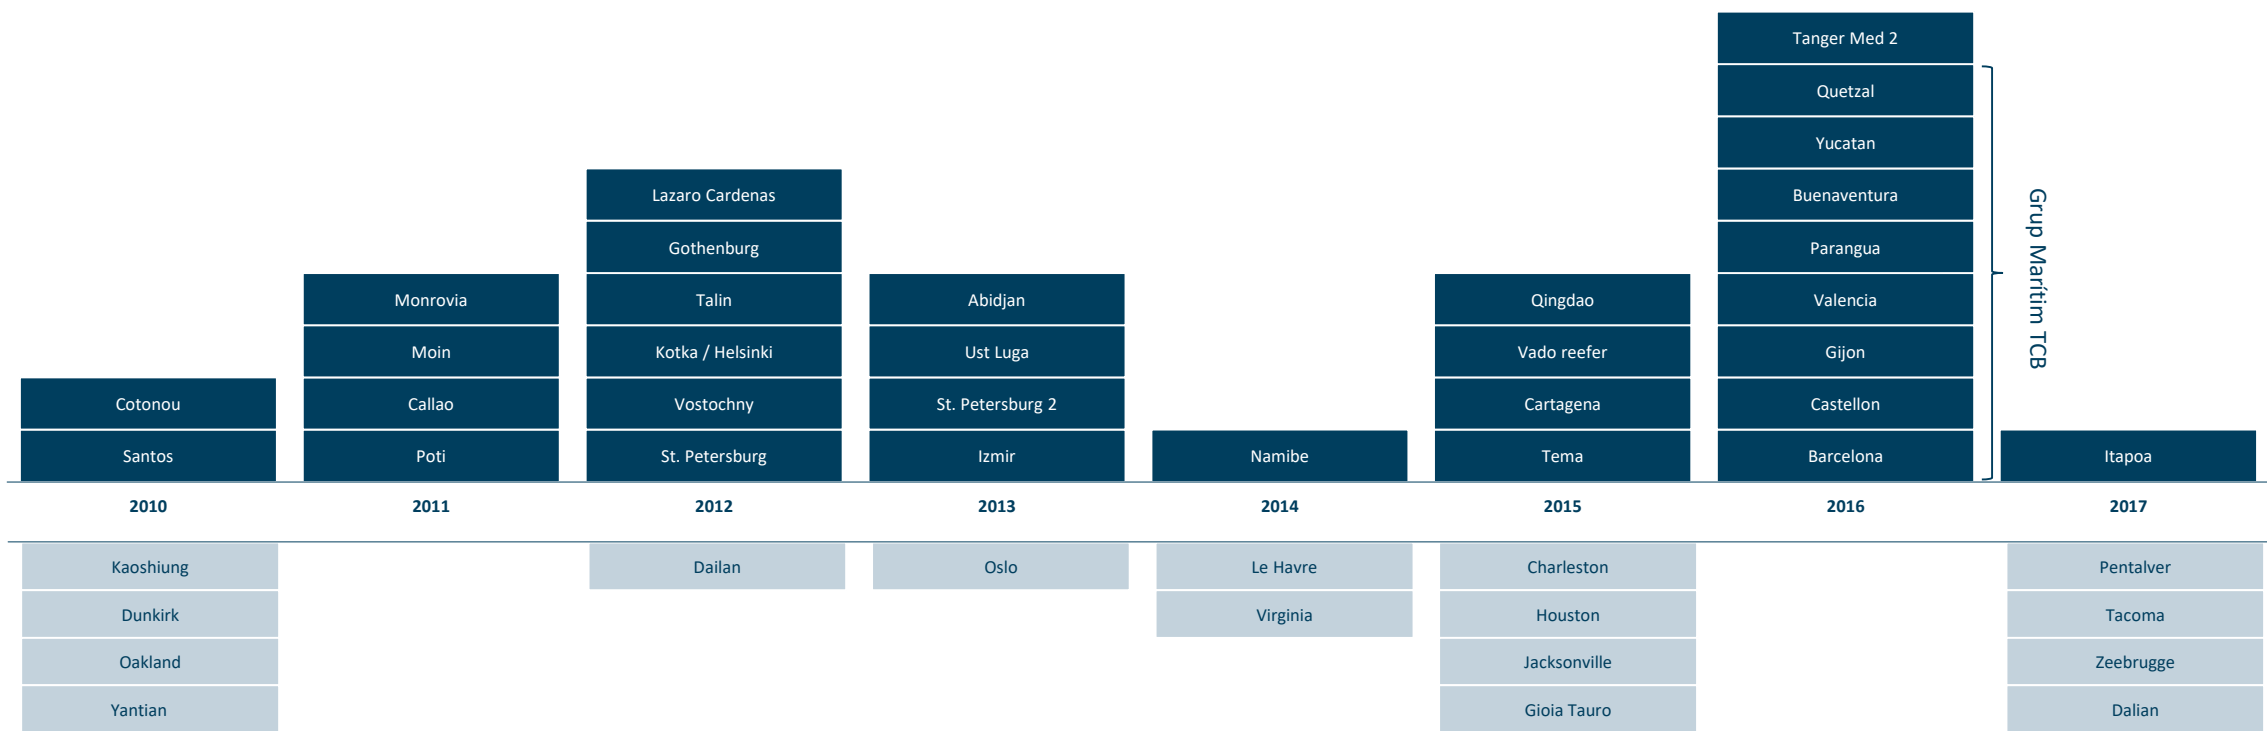 Tanger Med 2
Quetzal
Yucatan
Buenaventura
Parangua
Valencia
Gijon
Castellon
Barcelona
Grup Marítim TCB
Lazaro Cardenas
Gothenburg
Talin
Kotka / Helsinki
Vostochny
St. Petersburg
Monrovia
Moin
Callao
Poti
Abidjan
Ust Luga
St. Petersburg 2
Izmir
Qingdao
Vado reefer
Cartagena
Tema
Cotonou
Santos
Namibe
Itapoa
2010
2011
2012
2013
2014
2015
2016
2017
Kaoshiung
Dunkirk
Oakland
Yantian
Dailan
Oslo
Le Havre
Virginia
Charleston
Houston
Jacksonville
Gioia Tauro
Pentalver
Tacoma
Zeebrugge
Dalian